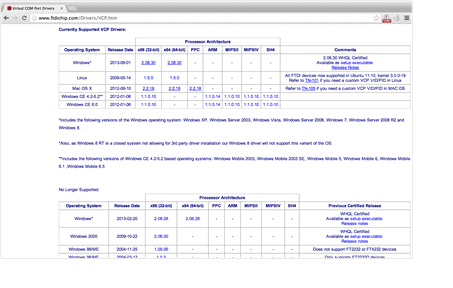 Virtual COM Port Drivers
www.ftdichip.com/Drivers/VCP.htm
Currently Supported VCP Drivers:
Processor Architecture
Operating System Release Date x86 (32-bit) x64 (64-bit) PPC ARM MIPSII MIPSIV SH4 Comments
Windows* 2013-08-01 2.08.30 2.08.30 - - - - - 2.08.30 WHQL Certified
Available as setup executable
Release Notes
Linux 2009-05-14 1.5.0 1.5.0 - - - - - All FTDI devices now supported in Ubuntu 11.10, kernel 3.0.0-19
Refer to TN-101 if you need a custom VCP VID/PID in Linux
Mac OS X 2012-08-10 2.2.18 2.2.18 2.2.18 - - - - Refer to TN-105 if you need a custom VCP VID/PID in MAC OS
Windows CE 4.2-5.2** 2012-01-06 1.1.0.10 - - 1.1.0.14 1.1.0.10 1.1.0.10 1.1.0.10
Windows CE 6.0 2012-01-06 1.1.0.10 - - 1.1.0.14 1.1.0.10 1.1.0.10 1.1.0.10
*includes the following versions of the Windows operating system: Windows XP, Windows Server 2003, Windows Vista, Windows Server 2008, Windows 7, Windows Server 2008 R2 and
Windows 8.
*Also, as Windows 8 RT is a closed system not allowing for 3rd party driver installation our Windows 8 driver will not support this variant of the OS.
**includes the following versions of Windows CE 4.2-5.2 based operating systems: Windows Mobile 2003, Windows Mobile 2003 SE, Windows Mobile 5, Windows Mobile 6, Windows Mobile
6.1 ,Windows Mobile 6.5
No Longer Supported:
Processor Architecture
Operating System Release Date x86 (32-bit) x64 (64-bit) PPC ARM MIPSII MIPSIV SH4 Previous Certified Release
Windows* 2013-02-20 2.08.28 2.08.28 - - - - - WHQL Certified
Available as setup executable
Release notes
Windows 2000 2009-10-22 2.06.00 - - - - - - WHQL Certified
Available as setup executable
Release notes
Windows 98/ME 2004-11-25 1.09.06 - - - - - - Does not support FT2232 or FT4232 devices